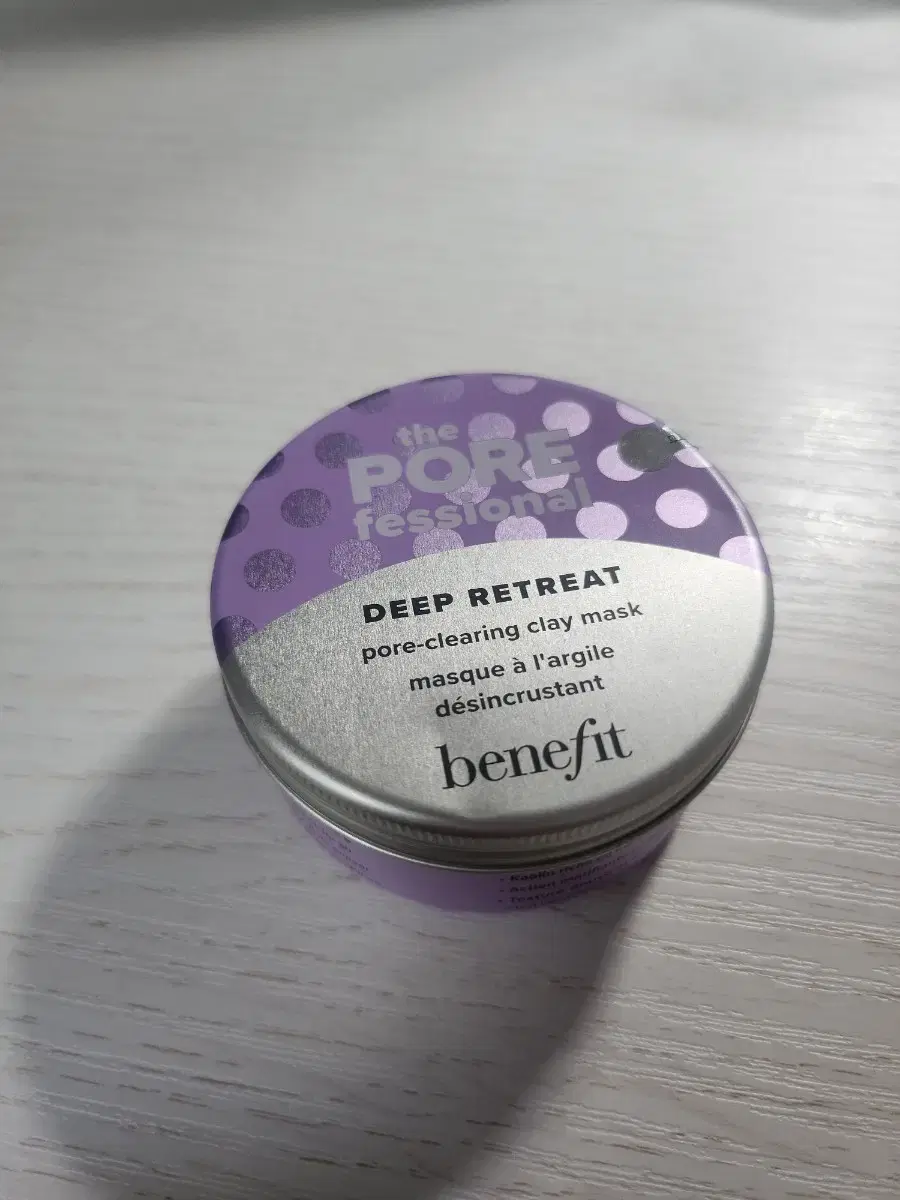 the
PORE
fessional
DEEP RETREAT
pore-clearing clay mask
masque à l'argile
désincrustant
benefit